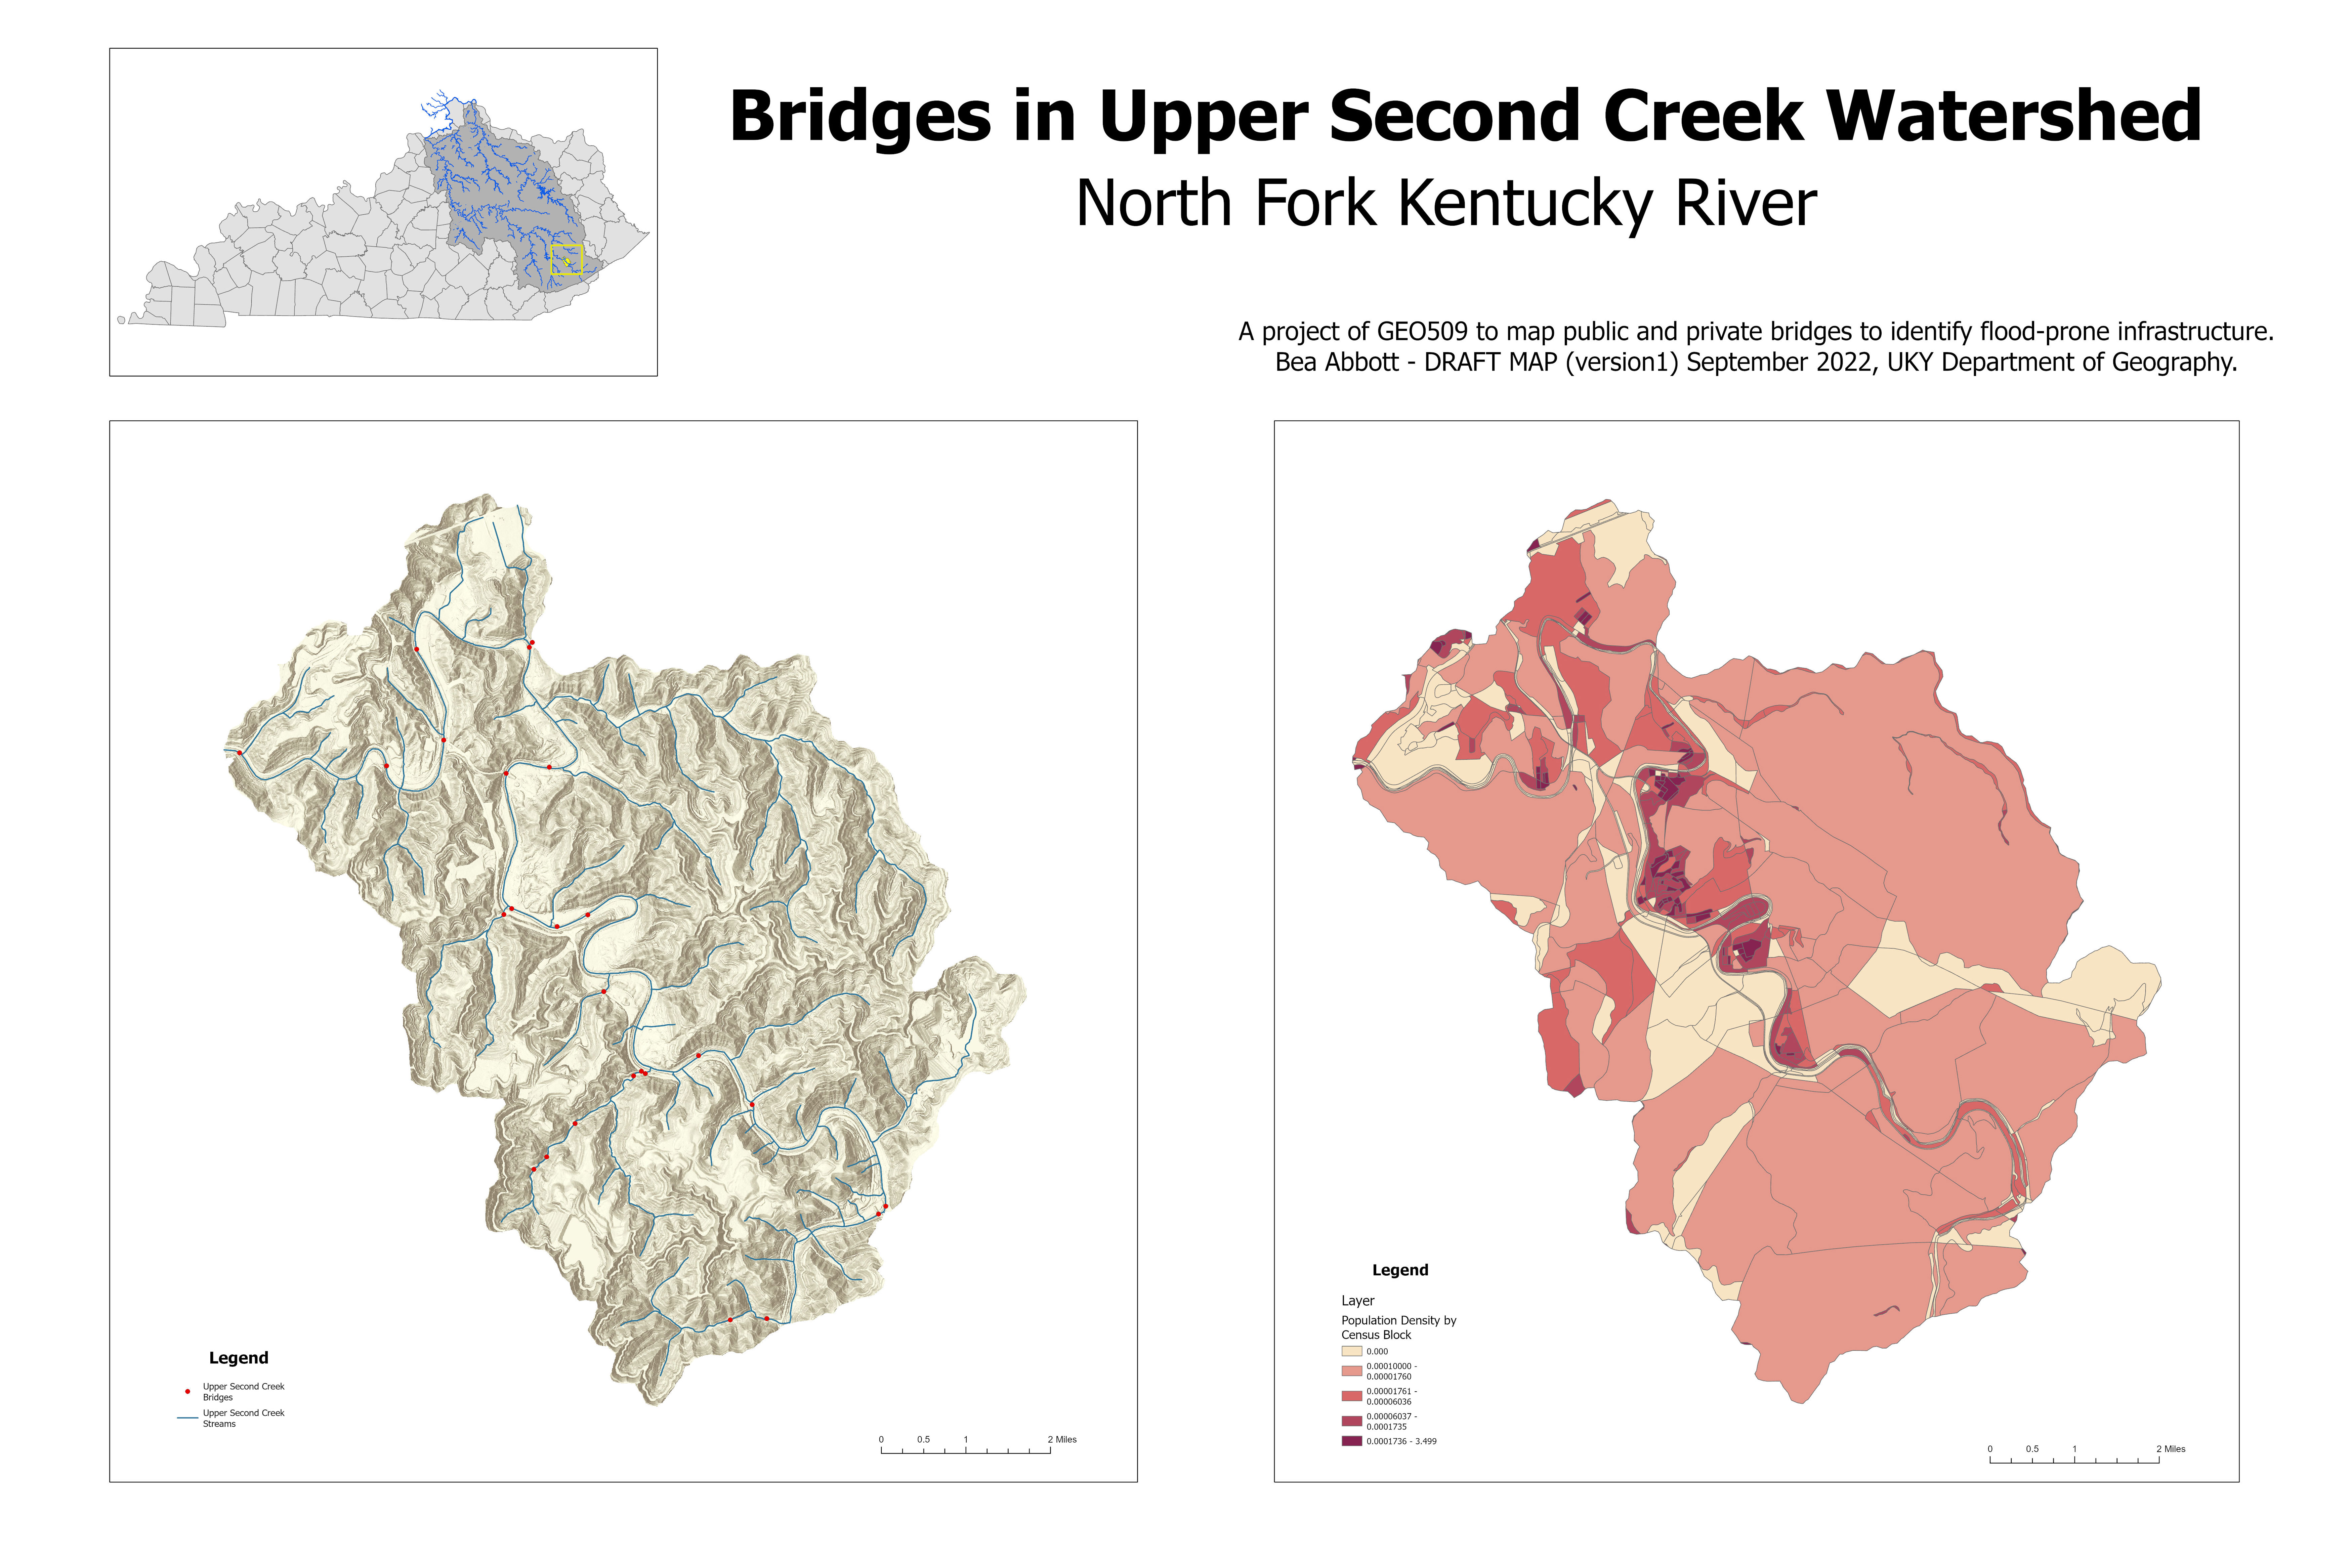 Bridges in Upper Second Creek Watershed
North Fork Kentucky River
A project of GEO509 to map public and private bridges to identify flood-prone infrastructure.
Bea Abbott - DRAFT MAP (version1) September 2022, UKY Department of Geography.
Legend
Upper Second Creek
Bridges
Upper Second Creek
Streams
0 0.5 1 2 Miles
Legend
Layer
Population Density by
Census Block
0.000
0.00010000 -
0.00001760
0.00001761 -
0.00006036
0.00006037 -
0.0001735
0.0001736 - 3.499
0 0.5 1 2 Miles